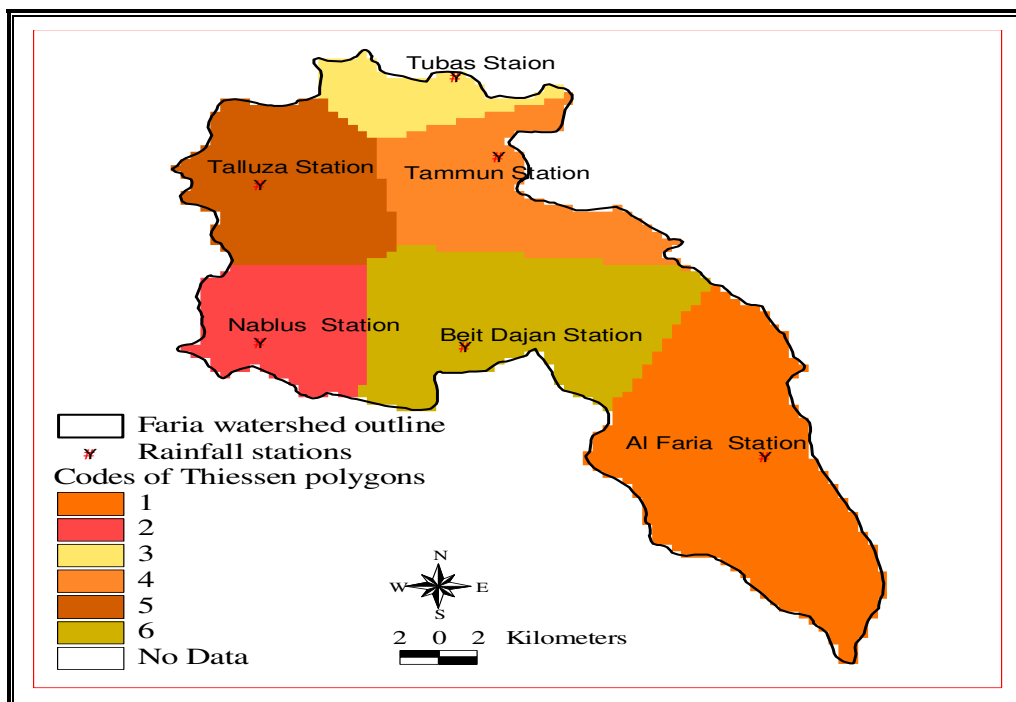 Tubas Staion
Talluza Station
Tammun Station
Nablus Station
Beit Dajan Station
Al Faria Station
Faria watershed outline
Rainfall stations
Codes of Thiessen polygons
1
2
3
4
5
6
No Data
N
W E
S
2 0 2 Kilometers